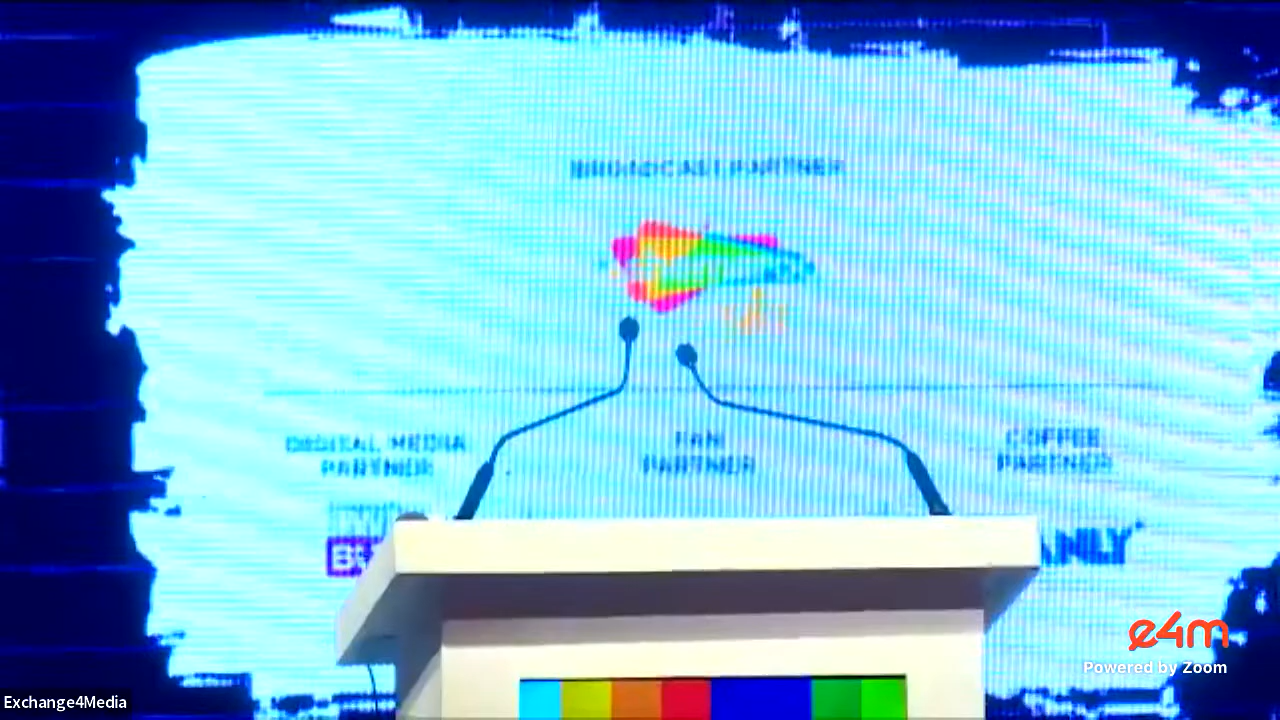 BROADCAST PARTNER
DIGITAL MEDIA
PARTNER
FAN
PARTNER
COFFEE
PARTNER
e4m
Powered by Zoom
Exchange4Media